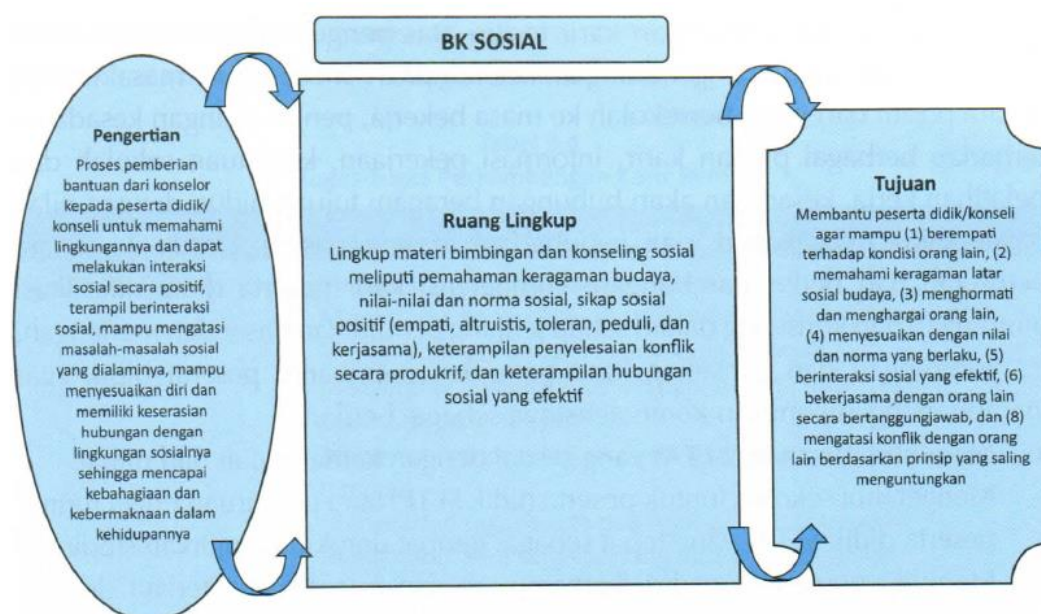 BK SOSIAL
Pengertian
Proses pemberian
bantuan dari konselor
kepada peserta didik/
konseli untuk memahami
lingkungannya dan dapat
melakukan interaksi
sosial secara positif,
terampil berinteraksi
sosial, mampu mengatasi
masalah-masalah sosial
yang dialaminya, mampu
menyesuaikan diri dan
memiliki keserasian
hubungan dengan
lingkungan sosialnya
sehingga mencapai
kebahagiaan dan
kebermaknaan dalam
kehidupannya
Ruang Lingkup
Lingkup materi bimbingan dan konseling sosial
meliputi pemahaman keragaman budaya,
nilai-nilai dan norma sosial, sikap sosial
positif (empati, altruistis, toleran, peduli, dan
kerjasama), keterampilan penyelesaian konflik
secara produkrif, dan keterampilan hubungan
sosial yang efektif
Tujuan
Membantu peserta didik/konseli
agar mampu (1) berempati
terhadap kondisi orang lain, (2)
memahami keragaman latar
sosial budaya, (3) menghormati
dan menghargai orang lain,
(4) menyesuaikan dengan nilai
dan norma yang berlaku, (5)
berinteraksi sosial yang efektif, (6)
bekerjasama dengan orang lain
secara bertanggungjawab, dan (8)
mengatasi konflik dengan orang
lain berdasarkan prinsip yang saling
menguntungkan